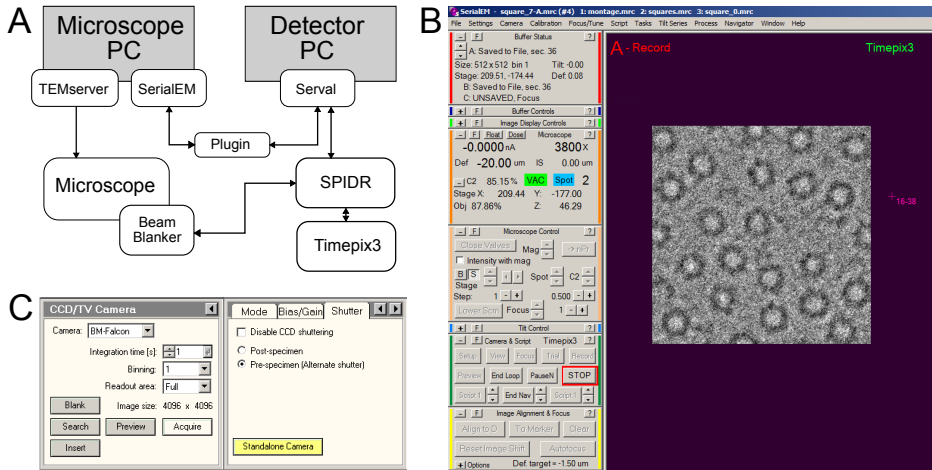 A
Microscope
PC
Detector
PC
TEMserver
SerialEM
Serval
Plugin
Microscope
SPIDR
Beam
Blanker
Timepix3
B
SerialEM - square_7-A.mrc (#4) 1: montage.mrc 2: squares.mrc 3: square_0.mrc
File Settings Camera Calibration Focus/Tune Script Tasks Tilt Series Process Navigator Window Help
- F Buffer Status ?
A: Saved to File, sec. 36
Size: 512 x 512 bin 1 Tilt: -0.00
Stage: 209.51, -174.44 Def: 0.08
B: Saved to File, sec. 36
C: UNSAVED, Focus
+ F Buffer Controls ?
+ F Image Display Controls ?
- F Float Dose Microscope ?
-0.0000 nA 3800 X
Def -20.00 um IS 0.00 um
- C2 85.15% VAC Spot 2
Stage X: 209.44 Y: -177.00
Obj 87.86% Z: 46.29
- F Microscope Control ?
Close Valves Mag -> nPr
Intensity with mag
B S Spot C2
Stage
Step: 1 - + 0.500 - +
Lower Scrn Focus 1 - +
+ F Tilt Control ?
- F Camera & Script Timepix3 ?
Setup View Focus Trial Record
Preview End Loop PauseN STOP
Script 1 End Nav Script 1
- F Image Alignment & Focus ?
Align to D To Marker Clear
Reset Image Shift Autofocus
+ Options Def. target = -1.50 um
A - Record Timepix3
16-38
C
CCD/TV Camera
Camera: BM-Falcon
Integration time [s]: 1
Binning: 1
Readout area: Full
Blank Image size: 4096 x 4096
Search Preview Acquire
Insert
Mode Bias/Gain Shutter
Disable CCD shuttering
Post-specimen
Pre-specimen (Alternate shutter)
Standalone Camera